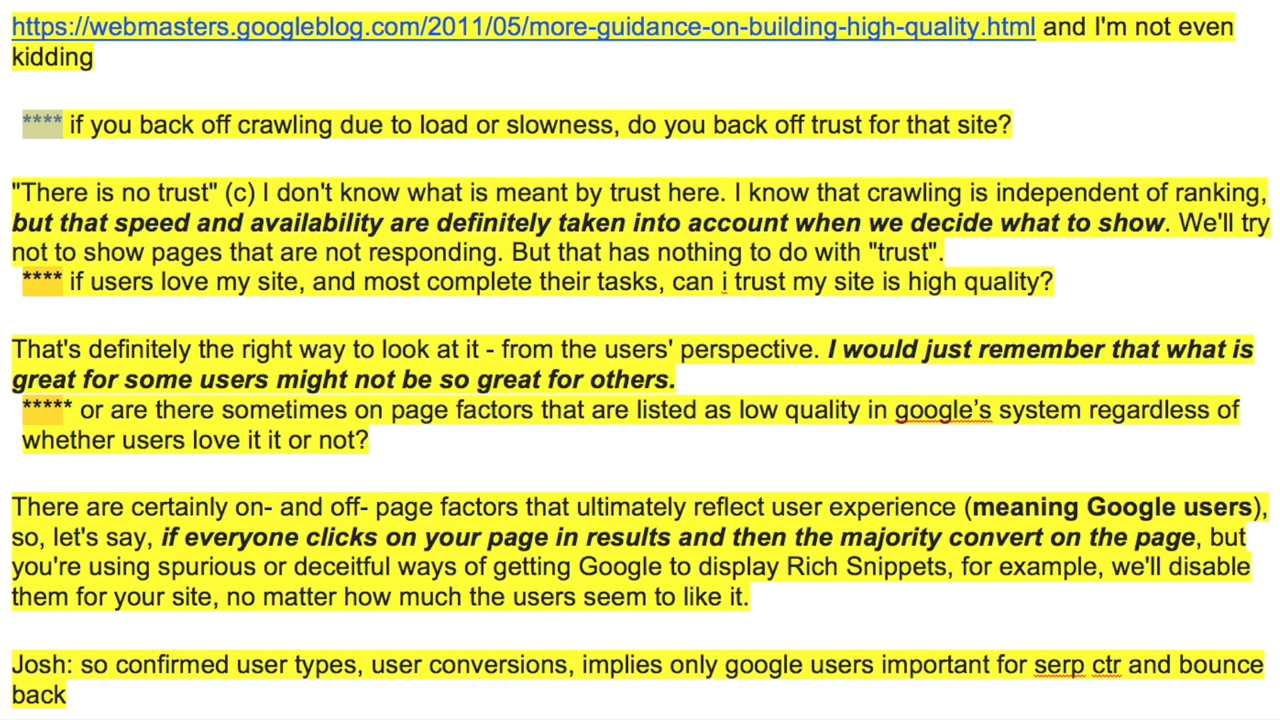 https://webmasters.googleblog.com/2011/05/more-guidance-on-building-high-quality.html and I'm not even
kidding
**** if you back off crawling due to load or slowness, do you back off trust for that site?
"There is no trust" (c) I don't know what is meant by trust here. I know that crawling is independent of ranking,
but that speed and availability are definitely taken into account when we decide what to show. We'll try
not to show pages that are not responding. But that has nothing to do with "trust".
**** if users love my site, and most complete their tasks, can i trust my site is high quality?
That's definitely the right way to look at it - from the users' perspective. I would just remember that what is
great for some users might not be so great for others.
***** or are there sometimes on page factors that are listed as low quality in google’s system regardless of
whether users love it it or not?
There are certainly on- and off- page factors that ultimately reflect user experience (meaning Google users),
so, let's say, if everyone clicks on your page in results and then the majority convert on the page, but
you're using spurious or deceitful ways of getting Google to display Rich Snippets, for example, we'll disable
them for your site, no matter how much the users seem to like it.
Josh: so confirmed user types, user conversions, implies only google users important for serp ctr and bounce
back